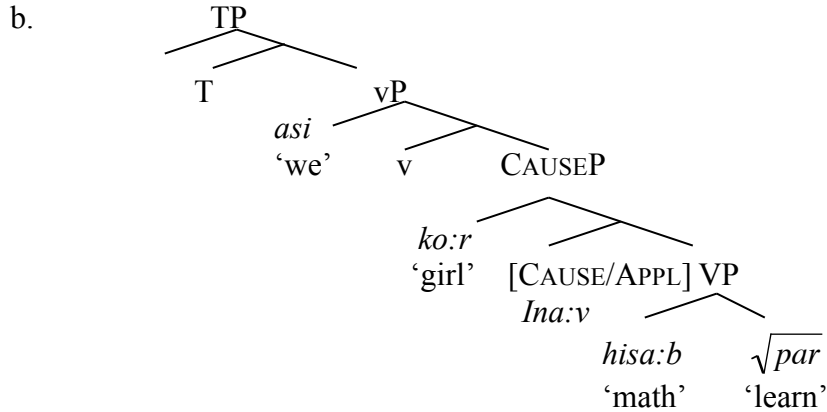 b. TP
T vP
asi
‘we’ v CAUSEP
ko:r
‘girl’ [CAUSE/APPL] VP
Ina:v
hisa:b √par
‘math’ ‘learn’